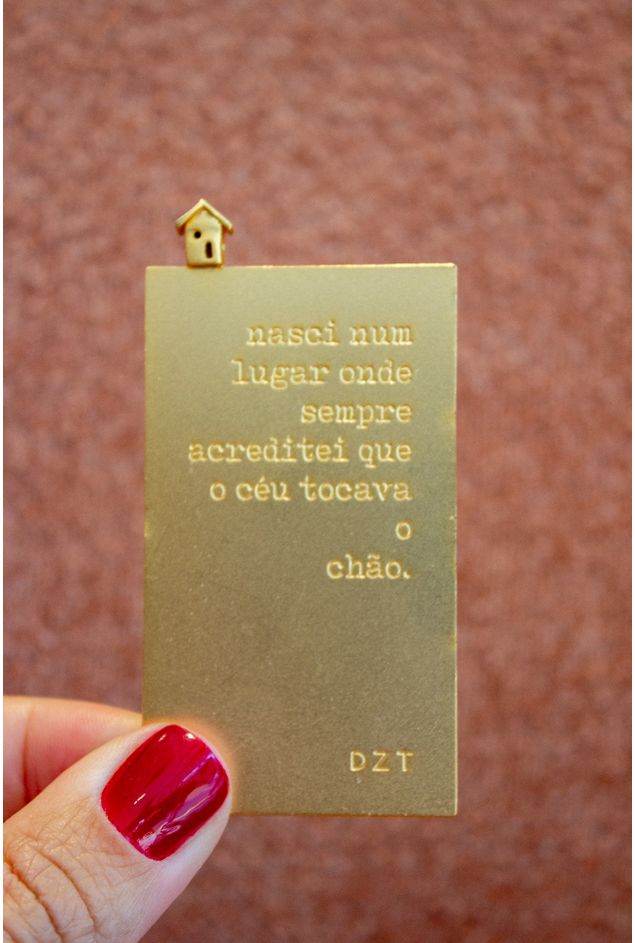 nasci num
lugar onde
sempre
acreditei que
o céu tocava
o
chão.
DZT